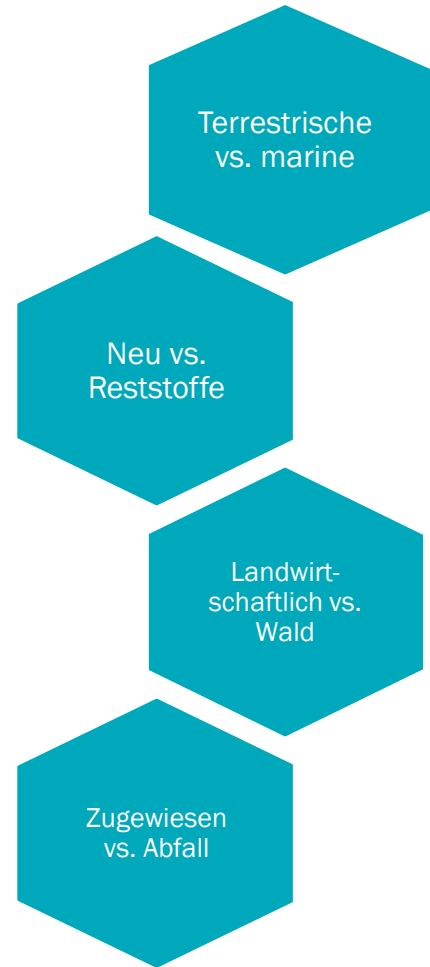 Terrestrische
vs. marine
Neu vs.
Reststoffe
Landwirt-
schaftlich vs.
Wald
Zugewiesen
vs. Abfall